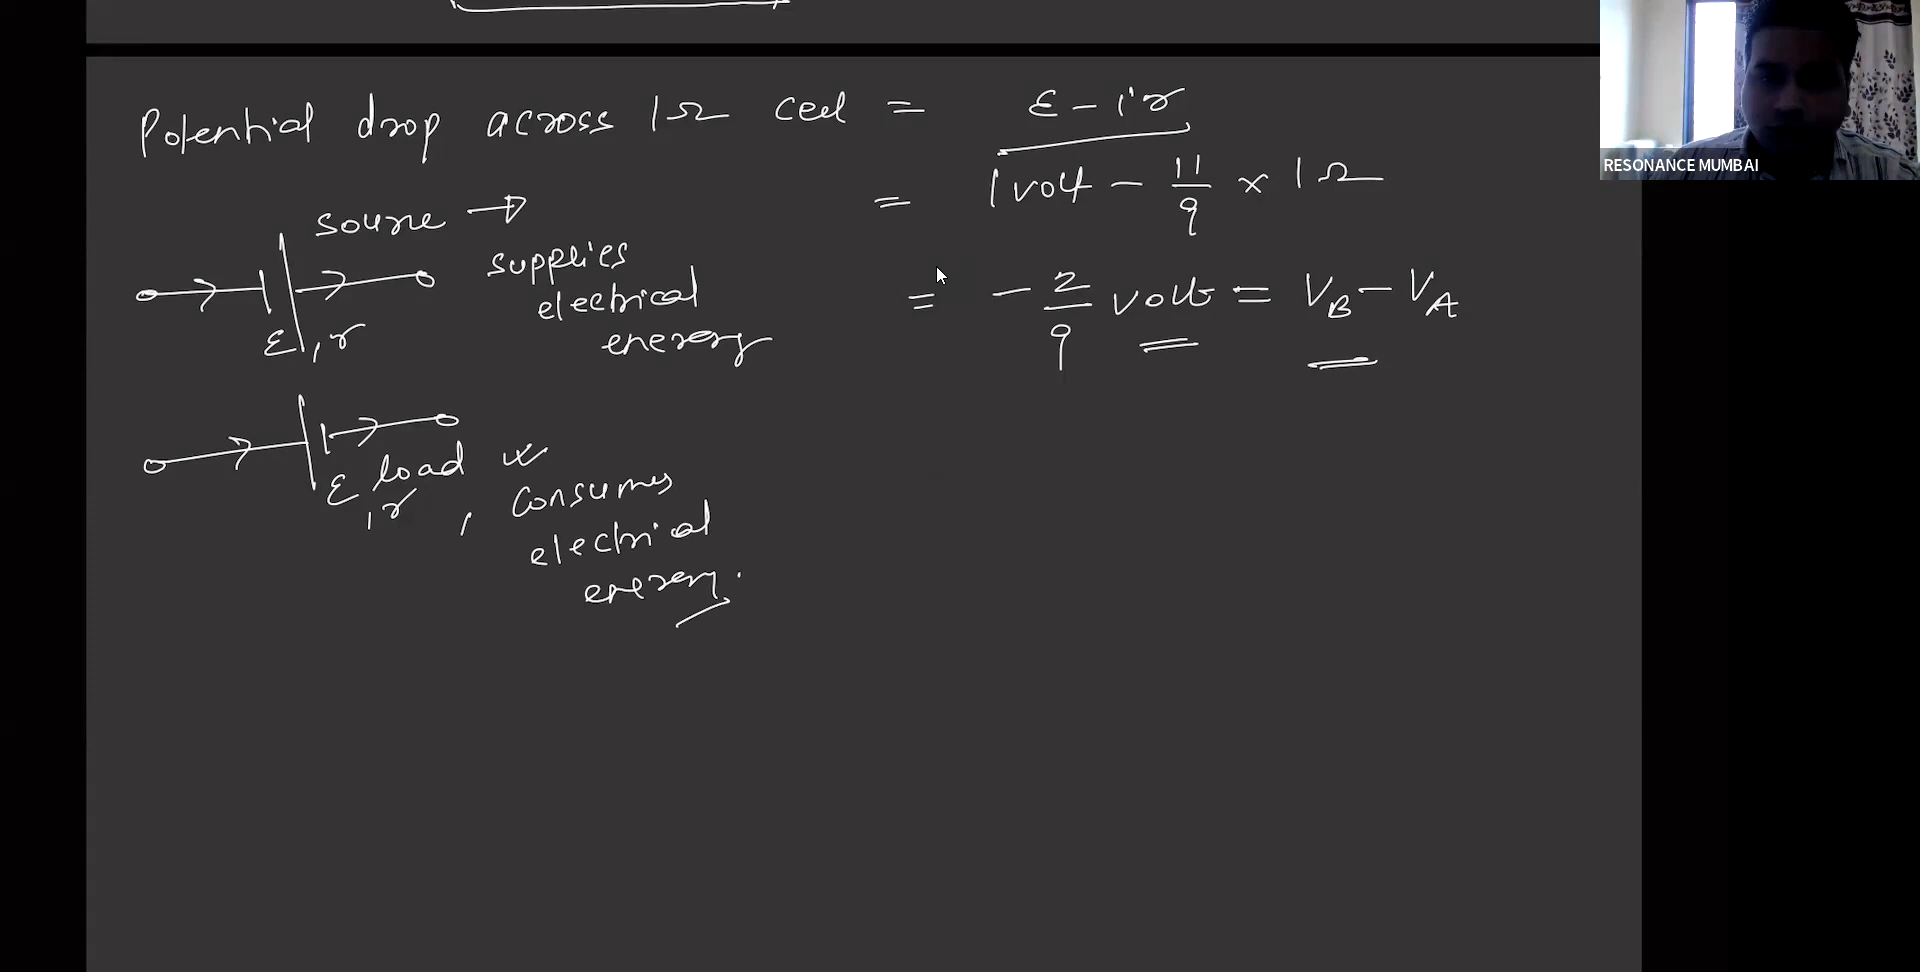 Potential drop across 1Ω cell = ε - ir
= 1 volt - 11/9 × 1Ω
= - 2/9 volt = V_B - V_A
source →
supplies
electrical
energy
ε, r
load
ε, r
, consumes
electrical
energy.
RESONANCE MUMBAI